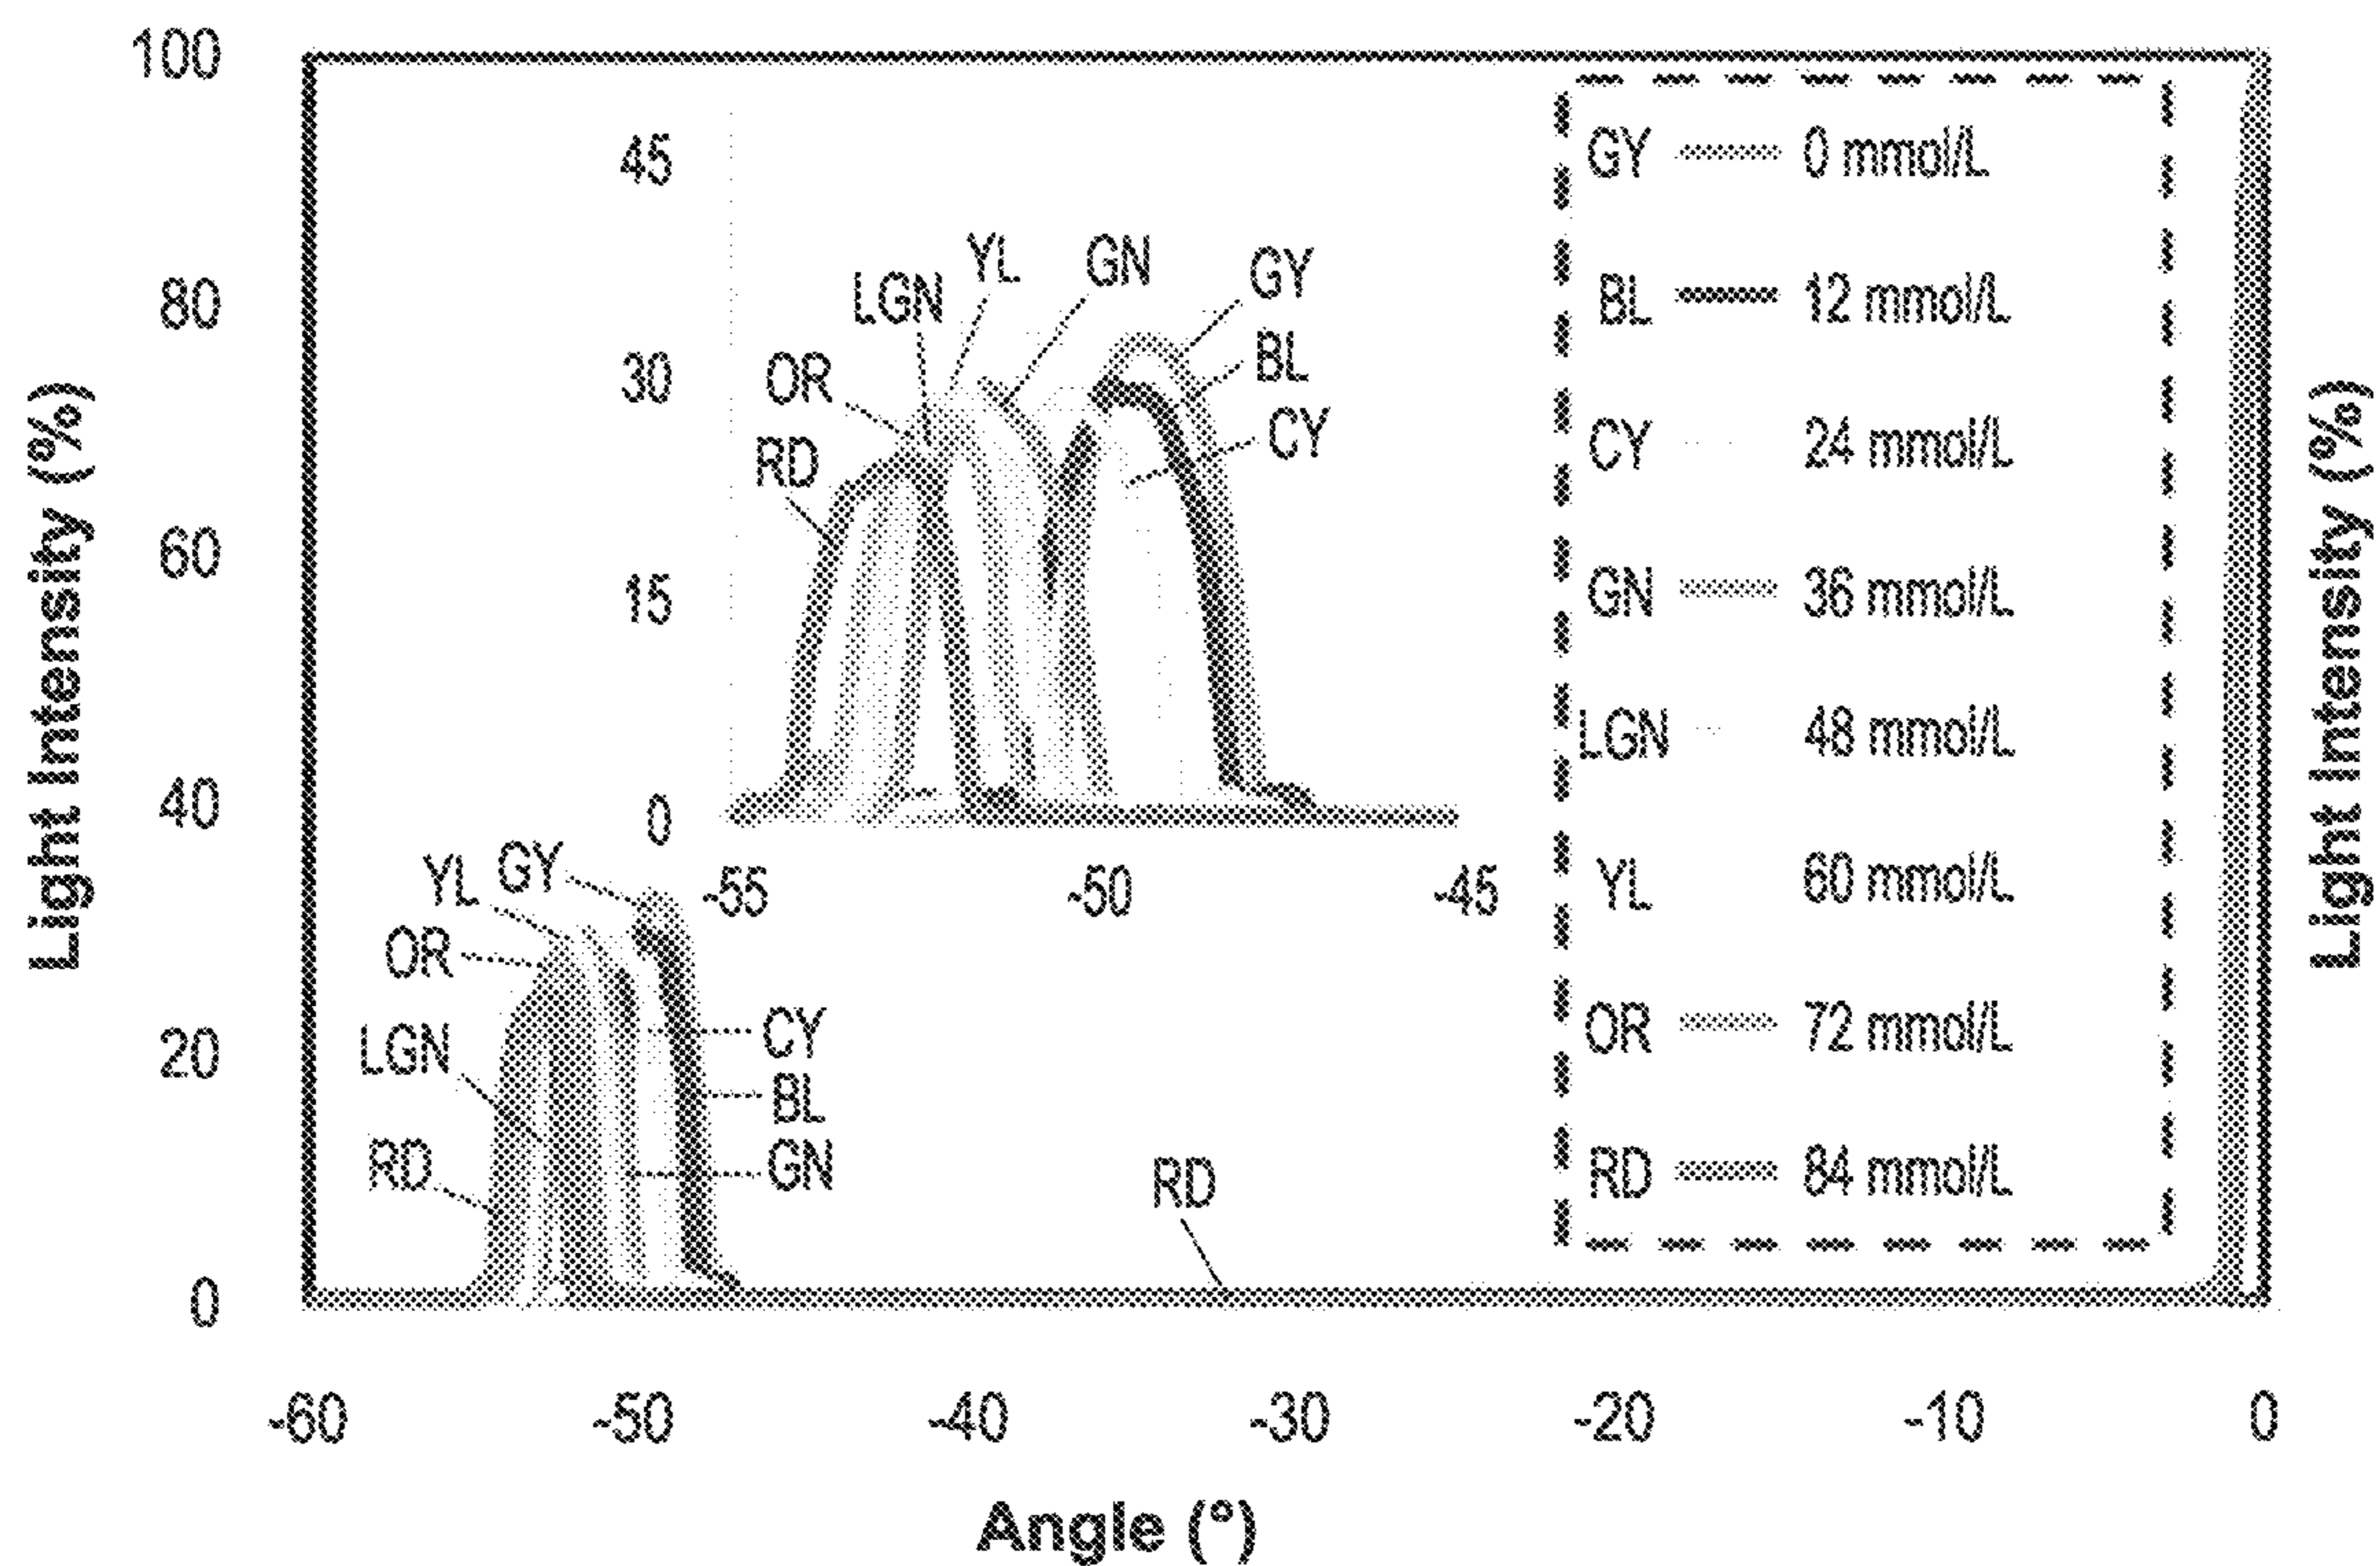 Light Intensity (%)
100
80
60
40
20
0
-60
-50
-40
-30
-20
-10
0
Angle (°)
Light Intensity (%)
45
30
15
0
-55
-50
-45
RD
OR
LGN
YL
GN
GY
BL
CY
YL
GY
OR
LGN
RD
CY
BL
GN
RD
GY 0 mmol/L
BL 12 mmol/L
CY 24 mmol/L
GN 36 mmol/L
LGN 48 mmol/L
YL 60 mmol/L
OR 72 mmol/L
RD 84 mmol/L